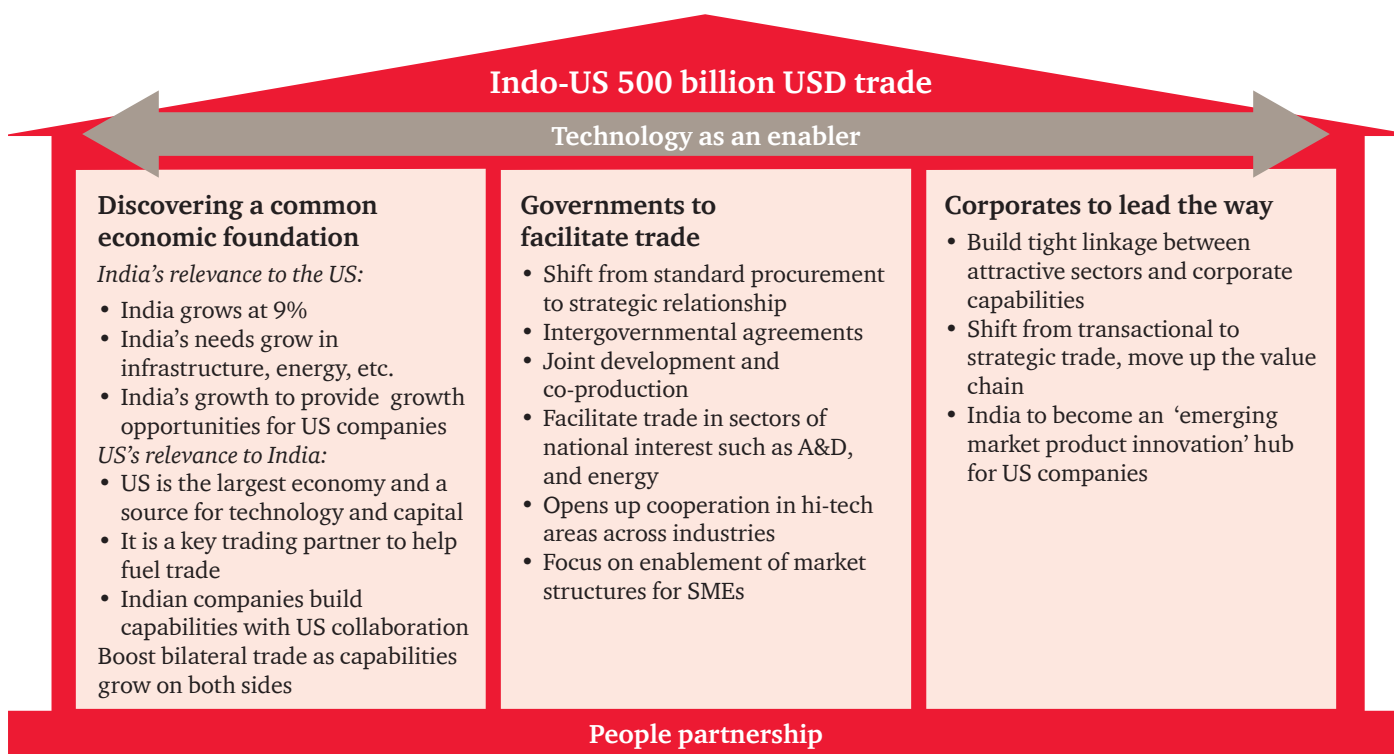 Indo-US 500 billion USD trade
Technology as an enabler
Discovering a common
economic foundation
India’s relevance to the US:
• India grows at 9%
• India’s needs grow in
infrastructure, energy, etc.
• India’s growth to provide growth
opportunities for US companies
US’s relevance to India:
• US is the largest economy and a
source for technology and capital
• It is a key trading partner to help
fuel trade
• Indian companies build
capabilities with US collaboration
Boost bilateral trade as capabilities
grow on both sides
Governments to
facilitate trade
• Shift from standard procurement
to strategic relationship
• Intergovernmental agreements
• Joint development and
co-production
• Facilitate trade in sectors of
national interest such as A&D,
and energy
• Opens up cooperation in hi-tech
areas across industries
• Focus on enablement of market
structures for SMEs
Corporates to lead the way
• Build tight linkage between
attractive sectors and corporate
capabilities
• Shift from transactional to
strategic trade, move up the value
chain
• India to become an ‘emerging
market product innovation’ hub
for US companies
People partnership